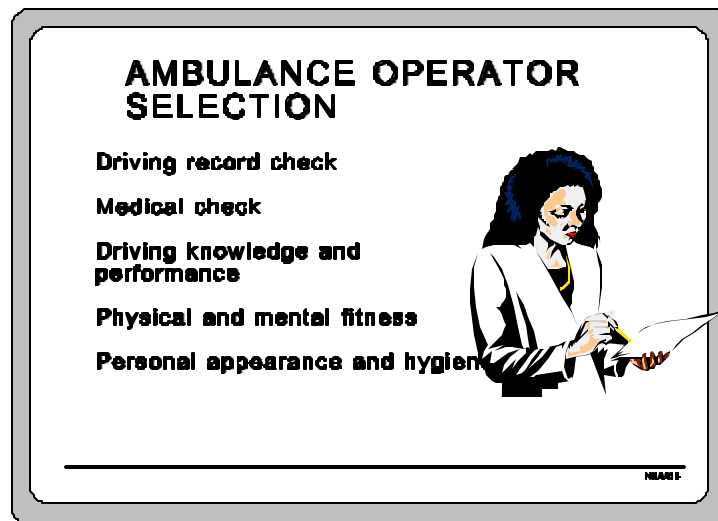 AMBULANCE OPERATOR
SELECTION
Driving record check
Medical check
Driving knowledge and
performance
Physical and mental fitness
Personal appearance and hygien